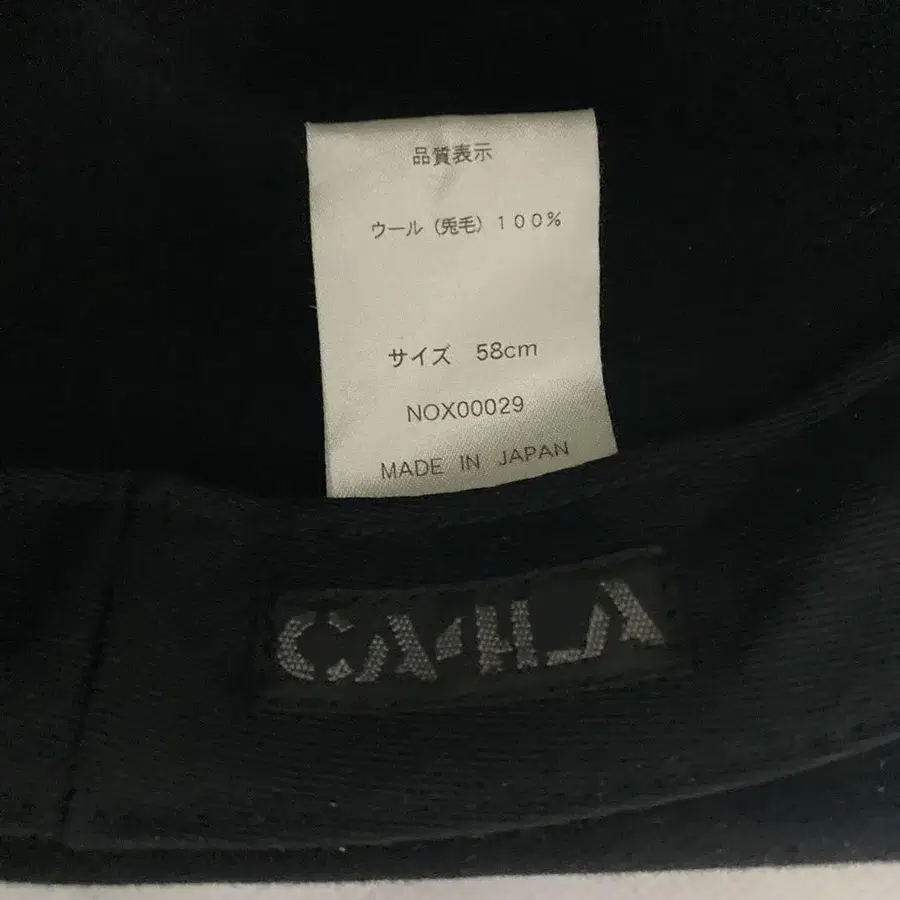 品質表示
ウール（兎毛）１００％
サイズ　58cm
NOX00029
MADE IN JAPAN
CA4LA